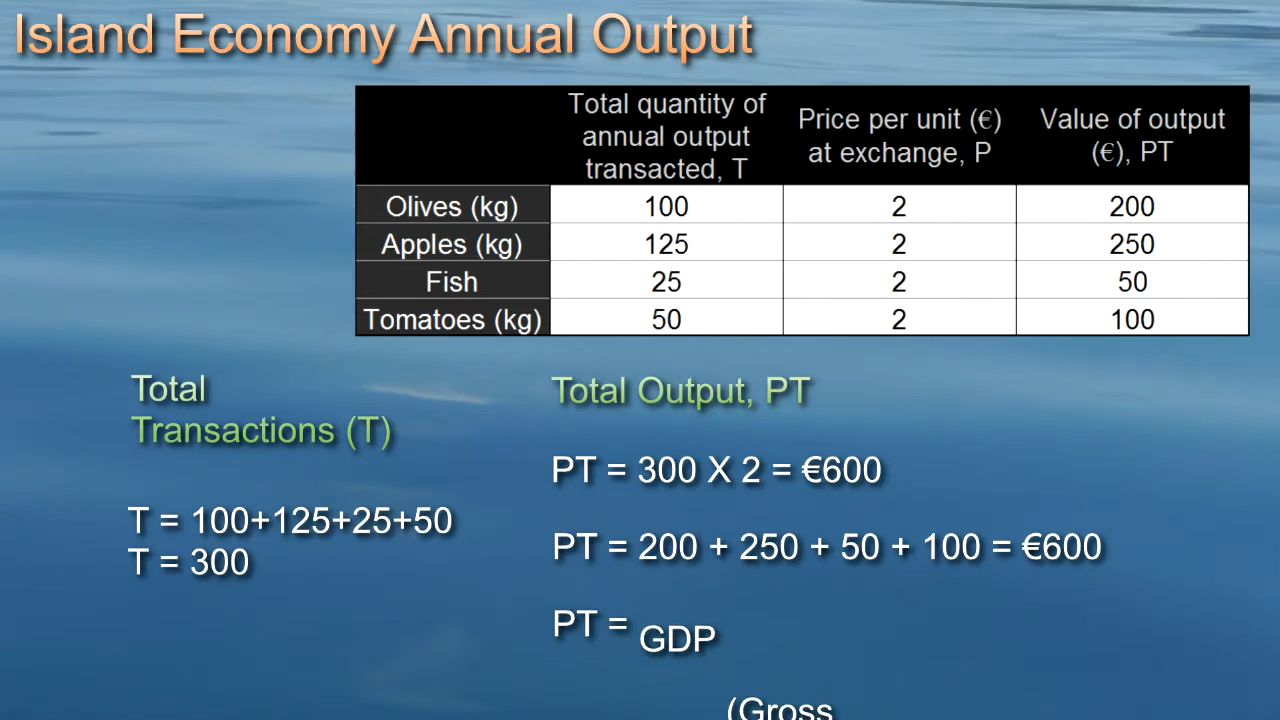 Island Economy Annual Output
Total quantity of annual output transacted, T | Price per unit (€) at exchange, P | Value of output (€), PT
Olives (kg) 100 2 200
Apples (kg) 125 2 250
Fish 25 2 50
Tomatoes (kg) 50 2 100
Total
Transactions (T)
T = 100+125+25+50
T = 300
Total Output, PT
PT = 300 X 2 = €600
PT = 200 + 250 + 50 + 100 = €600
PT = GDP
(Gross